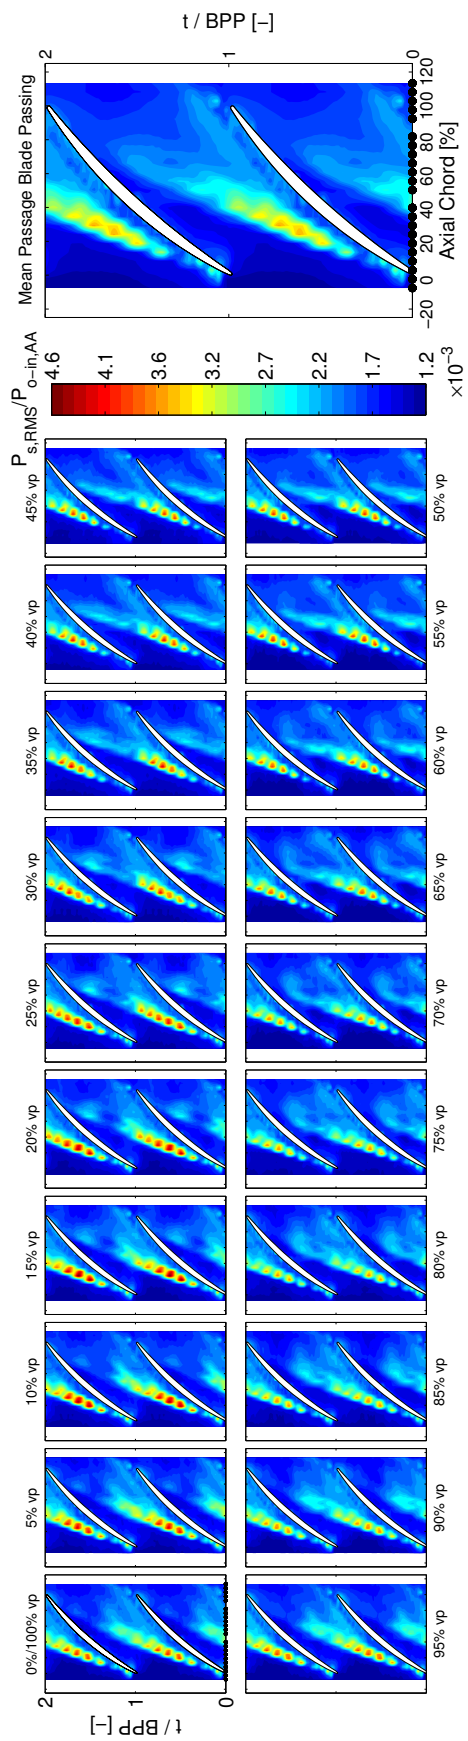 0%/100% vp
5% vp
10% vp
15% vp
20% vp
25% vp
30% vp
35% vp
40% vp
45% vp
95% vp
90% vp
85% vp
80% vp
75% vp
70% vp
65% vp
60% vp
55% vp
50% vp
2
1
0
t / BPP [–]
P s,RMS/P o–in,AA
4.6
4.1
3.6
3.2
2.7
2.2
1.7
1.2
×10⁻³
Mean Passage Blade Passing
2
1
0
t / BPP [–]
−20 0 20 40 60 80 100 120
Axial Chord [%]